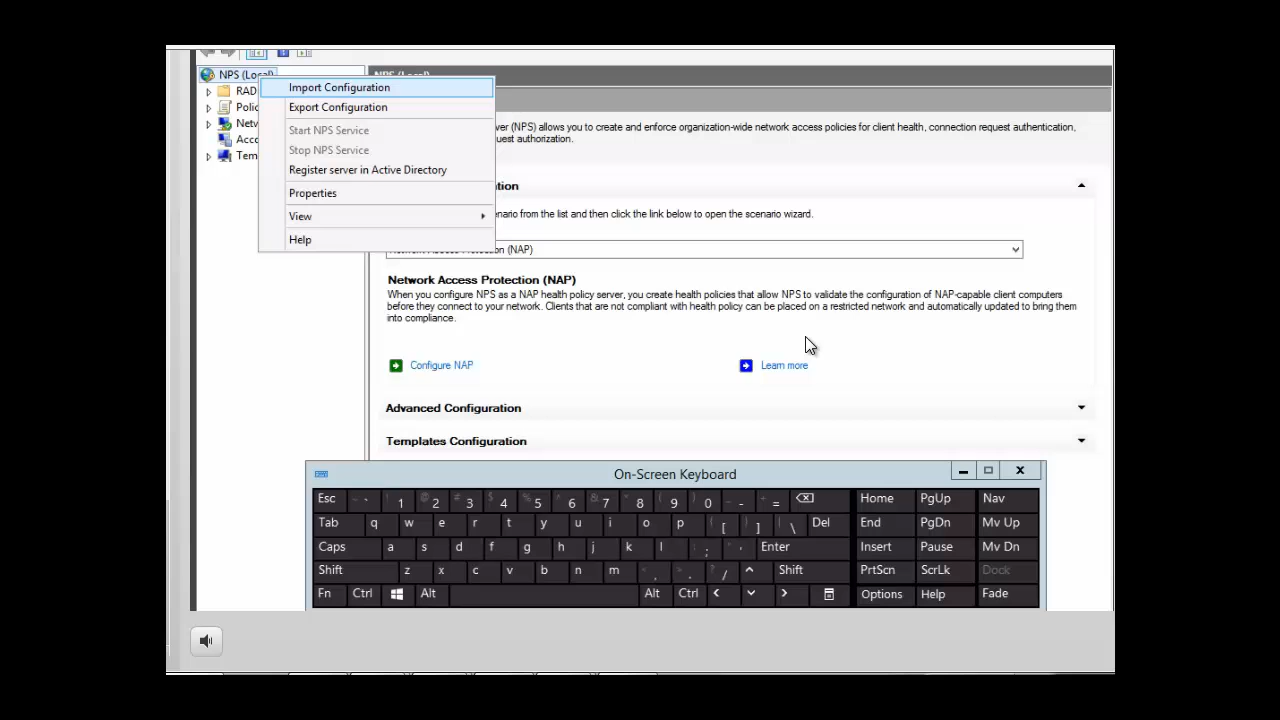 NPS (Local)
NPS (Local)
RAD
Polic
Netw
Acco
Tem
Import Configuration
Export Configuration
Start NPS Service
Stop NPS Service
Register server in Active Directory
Properties
View
Help
ver (NPS) allows you to create and enforce organization-wide network access policies for client health, connection request authentication,
quest authorization.
ation
enario from the list and then click the link below to open the scenario wizard.
Network Access Protection (NAP)
Network Access Protection (NAP)
When you configure NPS as a NAP health policy server, you create health policies that allow NPS to validate the configuration of NAP-capable client computers
before they connect to your network. Clients that are not compliant with health policy can be placed on a restricted network and automatically updated to bring them
into compliance.
Configure NAP
Learn more
Advanced Configuration
Templates Configuration
On-Screen Keyboard
Esc ~ ` ! 1 @ 2 # 3 $ 4 % 5 ^ 6 & 7 * 8 ( 9 ) 0 _ - + = Home PgUp Nav
Tab q w e r t y u i o p { [ } ] | \ Del End PgDn Mv Up
Caps a s d f g h j k l : ; " ' Enter Insert Pause Mv Dn
Shift z x c v b n m < , > . ? / ^ Shift PrtScn ScrLk Dock
Fn Ctrl Alt Alt Ctrl < v > Options Help Fade